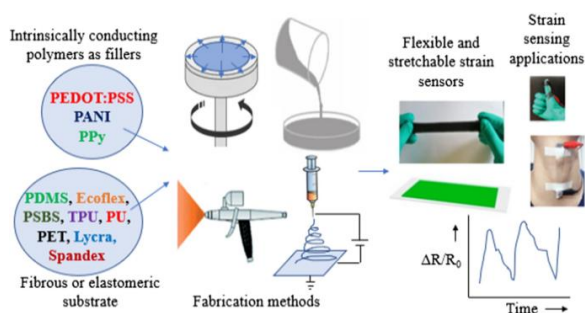 Intrinsically conducting
polymers as fillers
PEDOT:PSS
PANI
PPy
PDMS, Ecoflex,
PSBS, TPU, PU,
PET, Lycra,
Spandex
Fibrous or elastomeric
substrate
Fabrication methods
Flexible and
stretchable strain
sensors
Strain
sensing
applications
ΔR/R0
Time